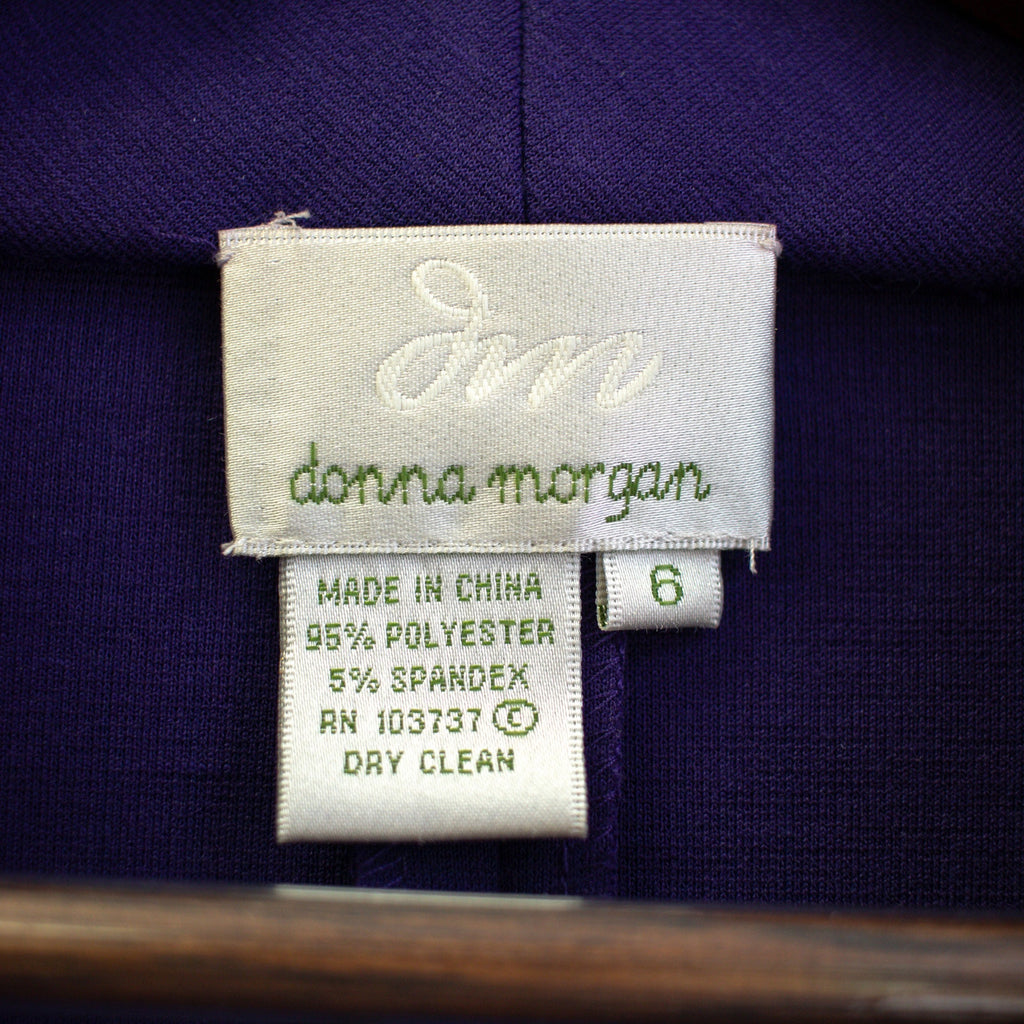 dm
donna morgan
6
MADE IN CHINA
95% POLYESTER
5% SPANDEX
RN 103737 ©
DRY CLEAN